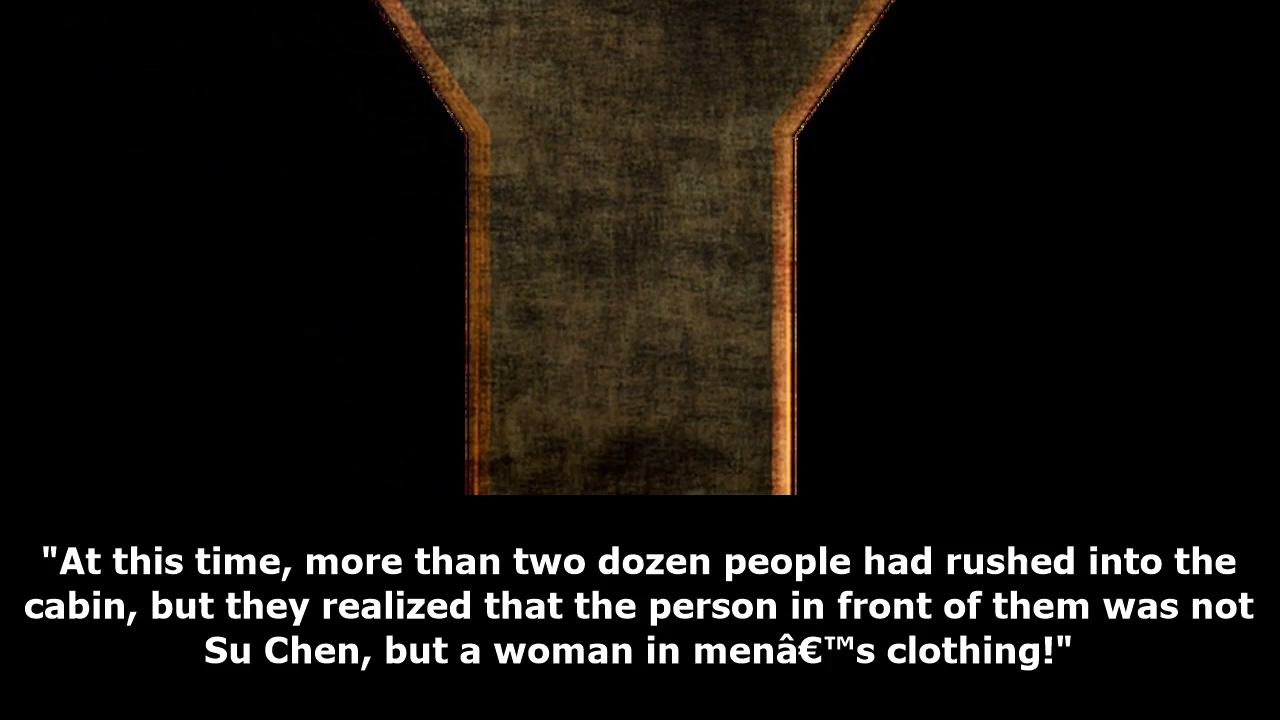 "At this time, more than two dozen people had rushed into the
cabin, but they realized that the person in front of them was not
Su Chen, but a woman in menâ€™s clothing!"